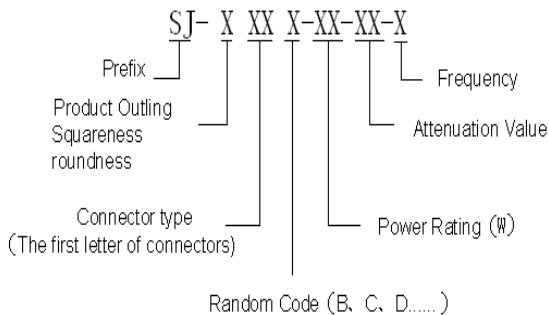 SJ- X XX X-XX-XX-X
Prefix
Frequency
Product Outling
Squareness
roundness
Attenuation Value
Connector type
(The first letter of connectors)
Power Rating (W)
Random Code (B、C、D......)